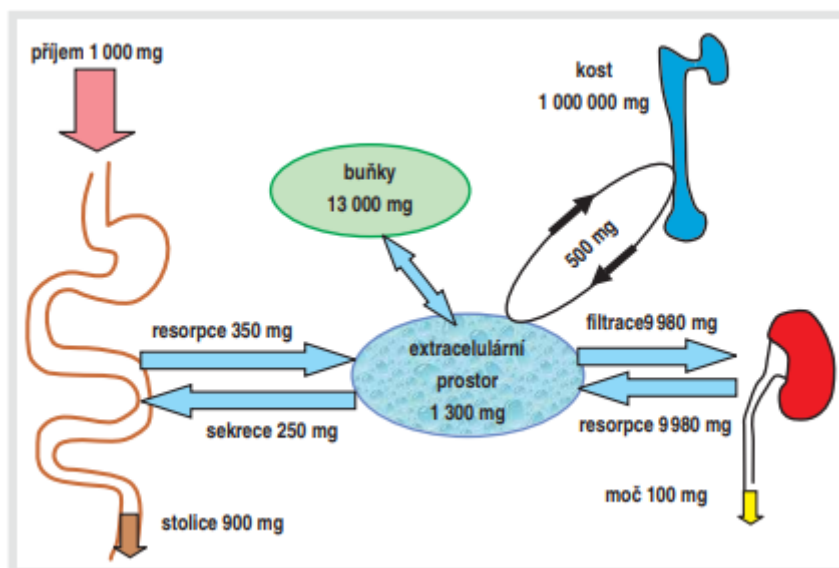 příjem 1 000 mg
kost
1 000 000 mg
buňky
13 000 mg
500 mg
resorpce 350 mg
filtrace9 980 mg
extracelulární
prostor
1 300 mg
sekrece 250 mg
resorpce 9 980 mg
stolice 900 mg
moč 100 mg